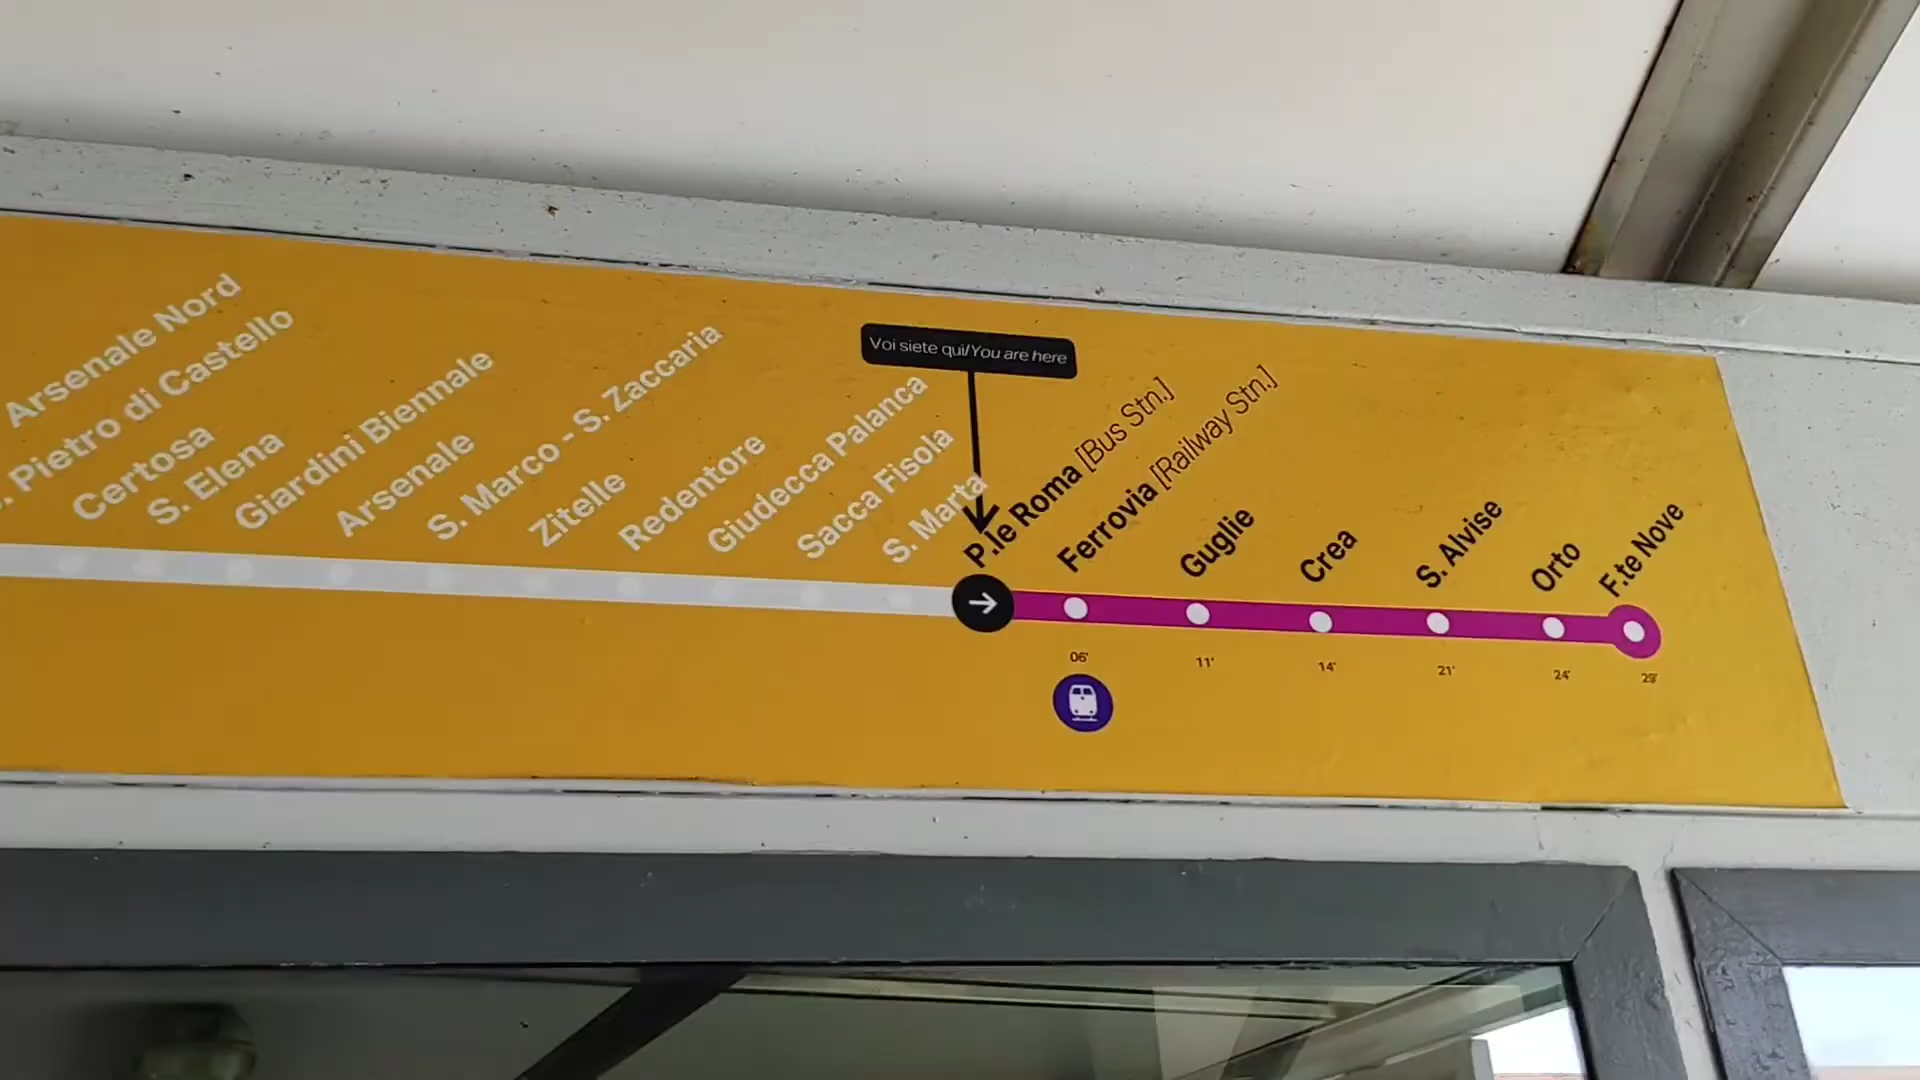 Arsenale Nord
Pietro di Castello
Certosa
S. Elena
Giardini Biennale
Arsenale
S. Marco - S. Zaccaria
Zitelle
Redentore
Giudecca Palanca
Sacca Fisola
S. Marta
Voi siete qui/You are here
P.le Roma [Bus Stn.]
Ferrovia [Railway Stn.]
Guglie
Crea
S. Alvise
Orto
F.te Nove
06'
11'
14'
21'
24'
29'